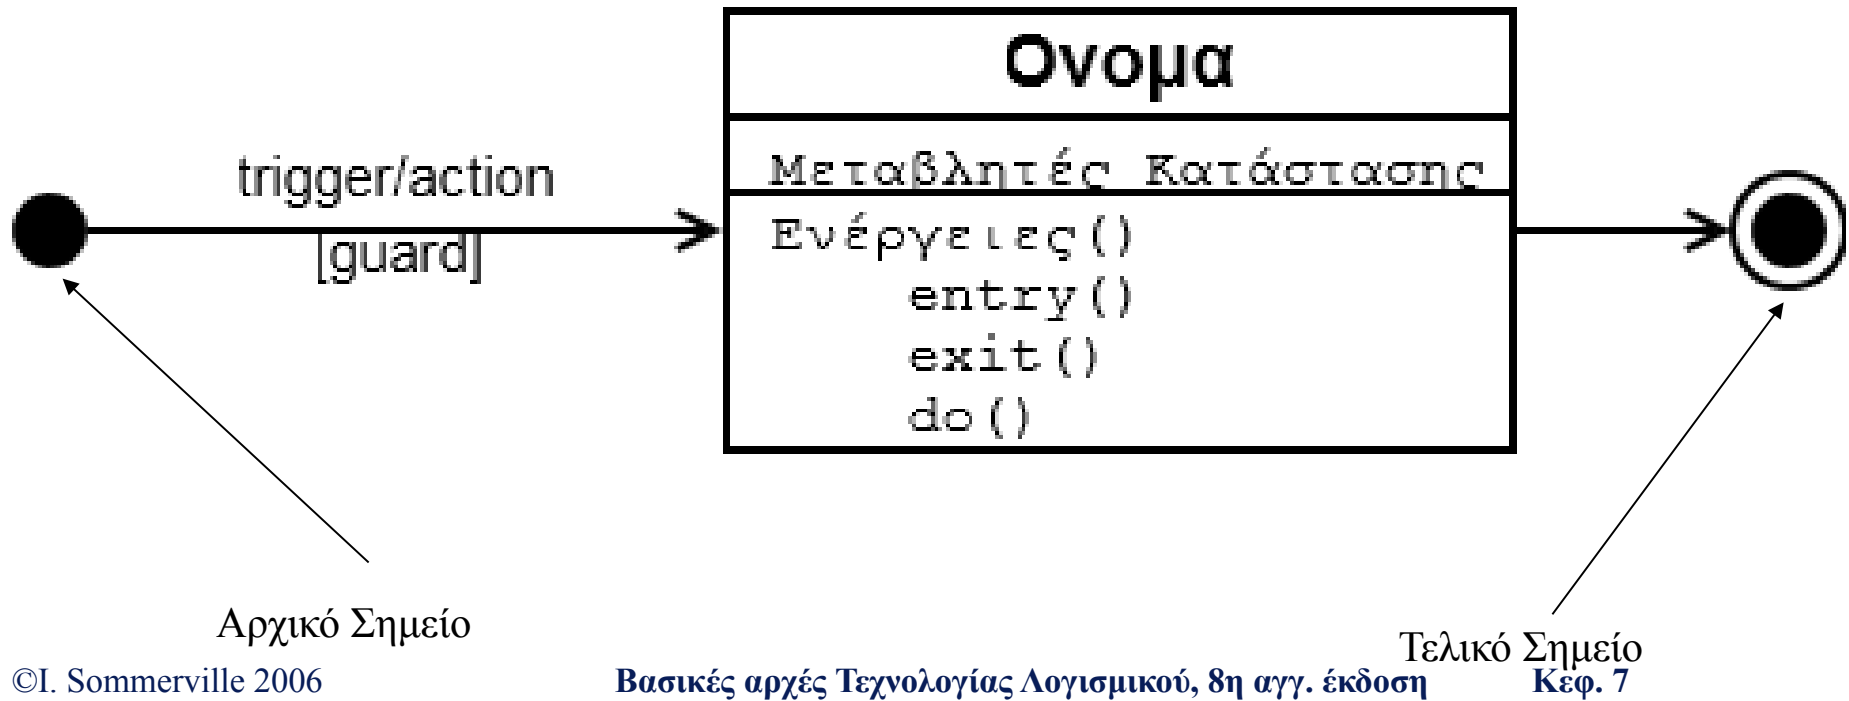 Ονομα
trigger/action
[guard]
Μεταβλητές Κατάστασης
Ενέργειες()
entry()
exit()
do()
Αρχικό Σημείο
Τελικό Σημείο
©I. Sommerville 2006
Βασικές αρχές Τεχνολογίας Λογισμικού, 8η αγγ. έκδοση
Κεφ. 7